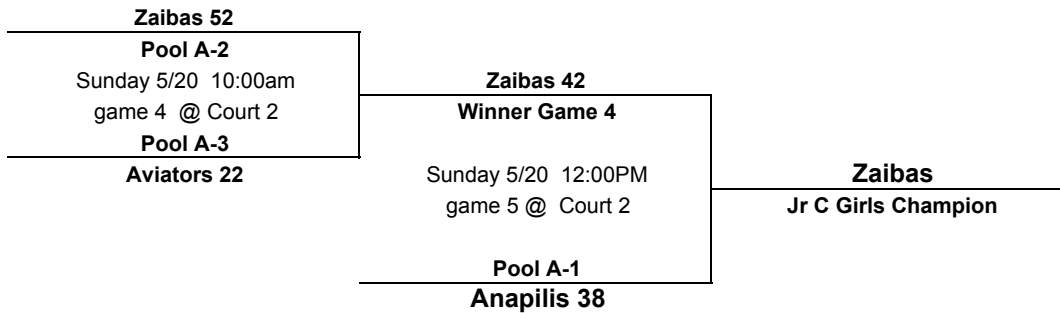 Zaibas 52
Pool A-2
Sunday 5/20 10:00am
game 4 @ Court 2
Pool A-3
Aviators 22
Zaibas 42
Winner Game 4
Sunday 5/20 12:00PM
game 5 @ Court 2
Pool A-1
Anapilis 38
Zaibas
Jr C Girls Champion